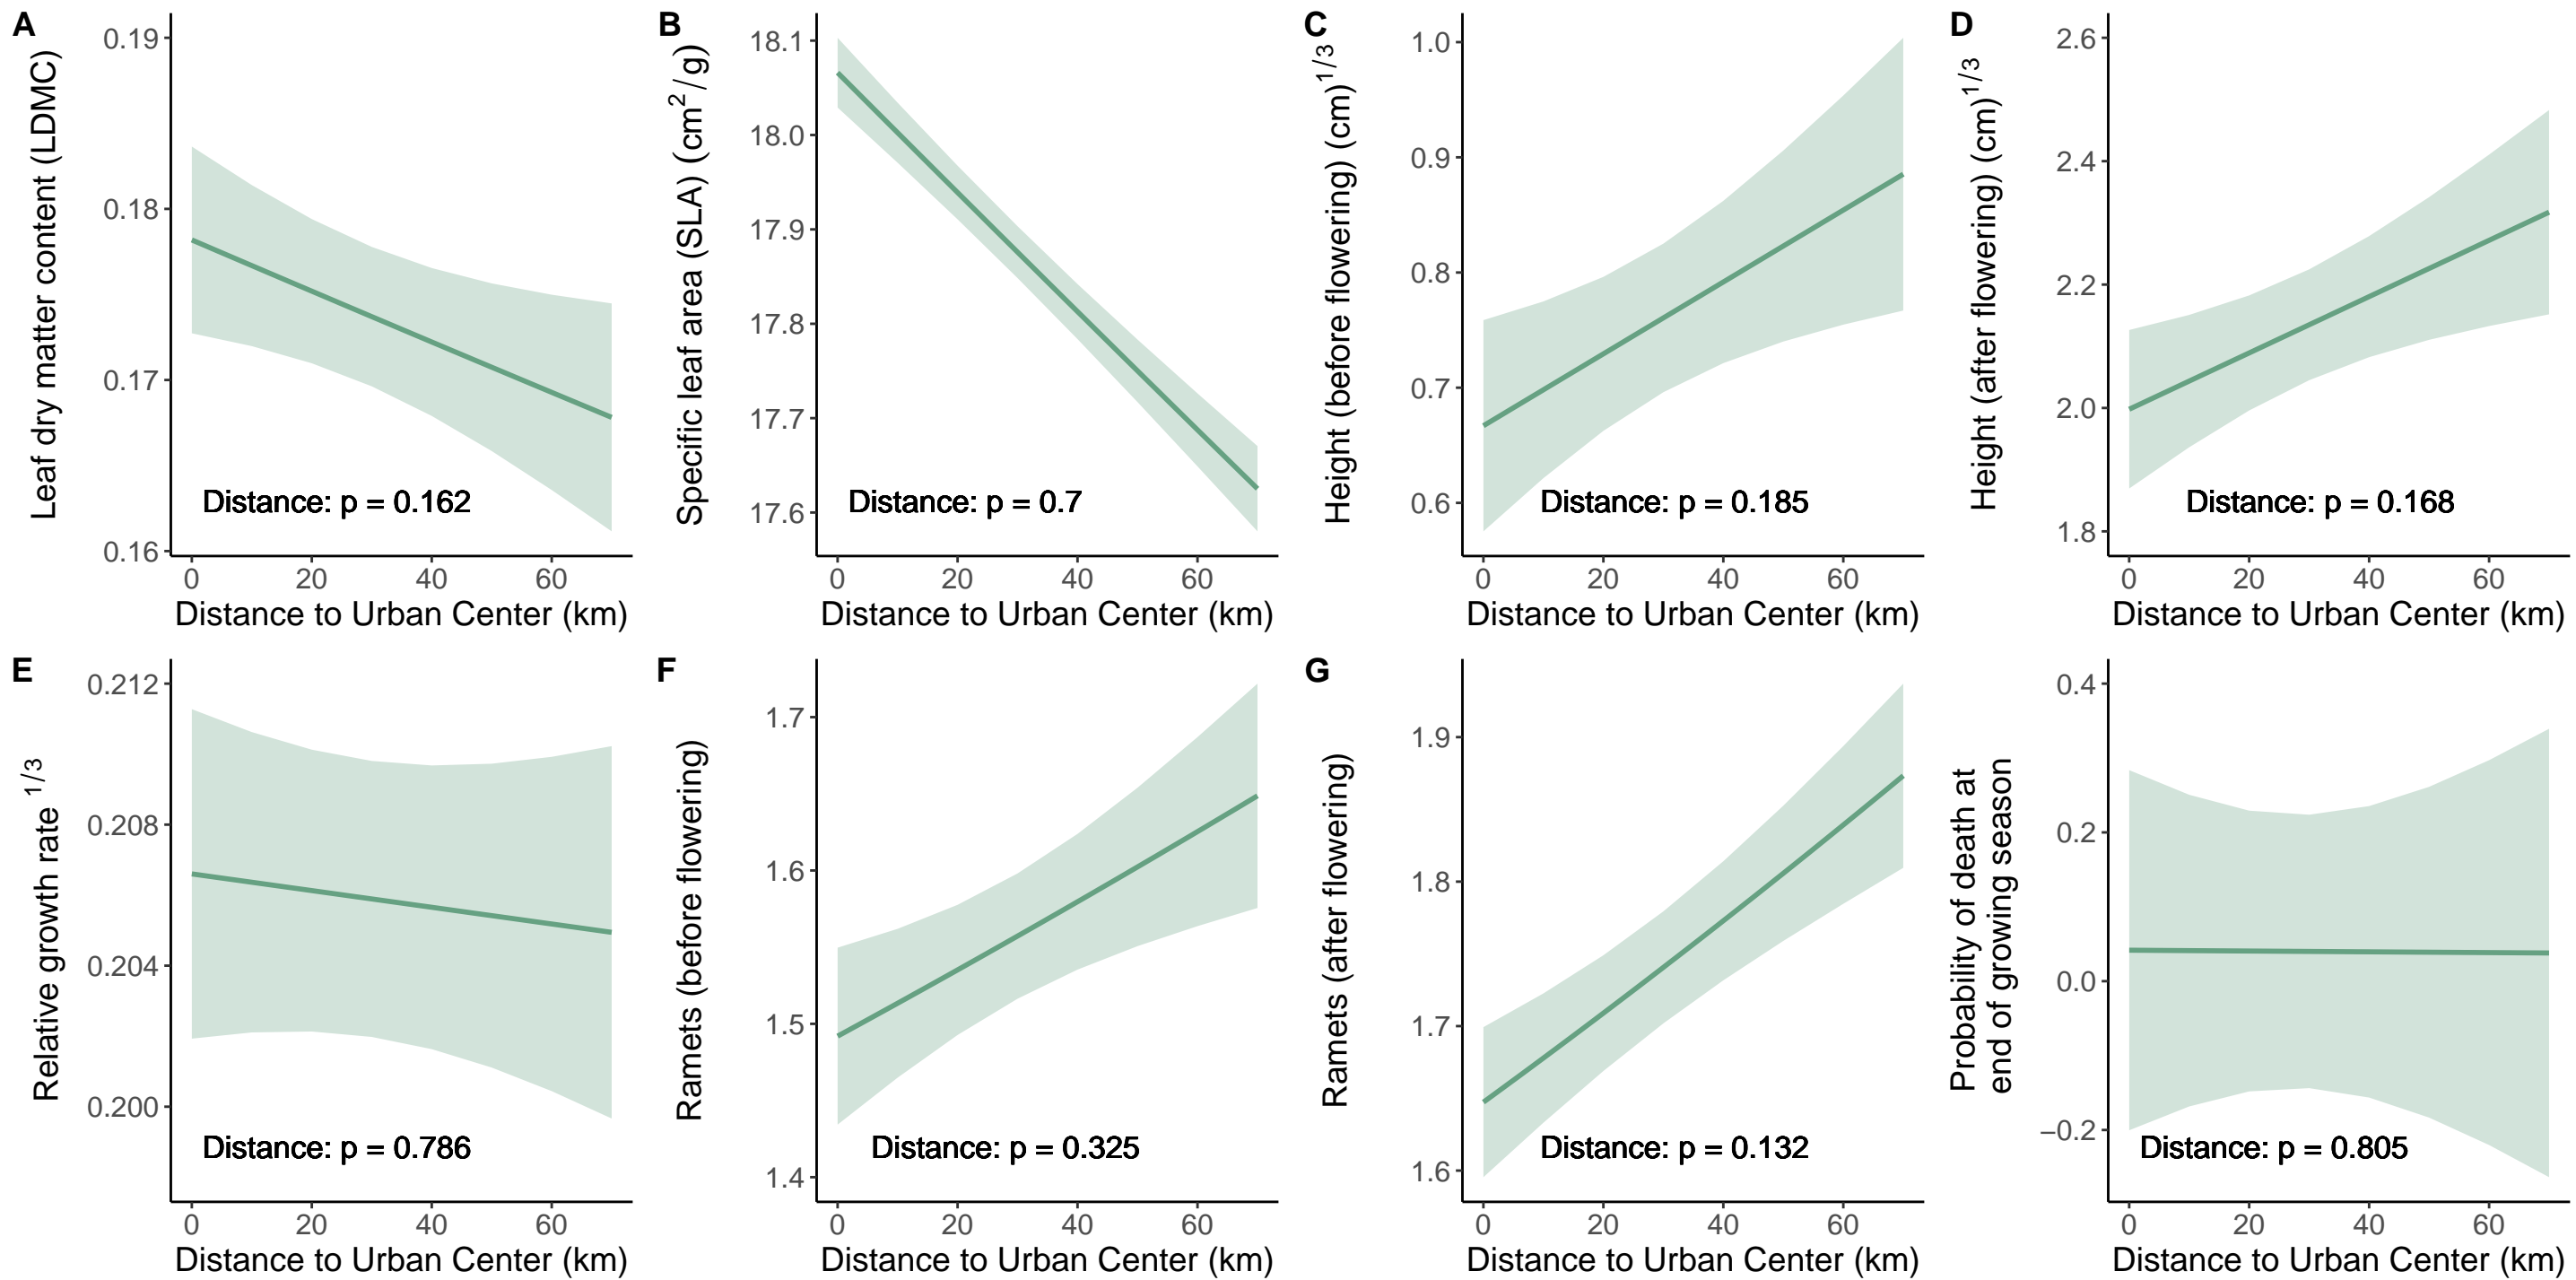 A
Leaf dry matter content (LDMC)
0.19
0.18
0.17
0.16
Distance: p = 0.162
0 20 40 60
Distance to Urban Center (km)
B
Specific leaf area (SLA) (cm²/g)
18.1
18.0
17.9
17.8
17.7
17.6
Distance: p = 0.7
0 20 40 60
Distance to Urban Center (km)
C
Height (before flowering) (cm)^1/3
1.0
0.9
0.8
0.7
0.6
Distance: p = 0.185
0 20 40 60
Distance to Urban Center (km)
D
Height (after flowering) (cm)^1/3
2.6
2.4
2.2
2.0
1.8
Distance: p = 0.168
0 20 40 60
Distance to Urban Center (km)
E
Relative growth rate ^1/3
0.212
0.208
0.204
0.200
Distance: p = 0.786
0 20 40 60
Distance to Urban Center (km)
F
Ramets (before flowering)
1.7
1.6
1.5
1.4
Distance: p = 0.325
0 20 40 60
Distance to Urban Center (km)
G
Ramets (after flowering)
1.9
1.8
1.7
1.6
Distance: p = 0.132
0 20 40 60
Distance to Urban Center (km)
Probability of death at
end of growing season
0.4
0.2
0.0
−0.2
Distance: p = 0.805
0 20 40 60
Distance to Urban Center (km)